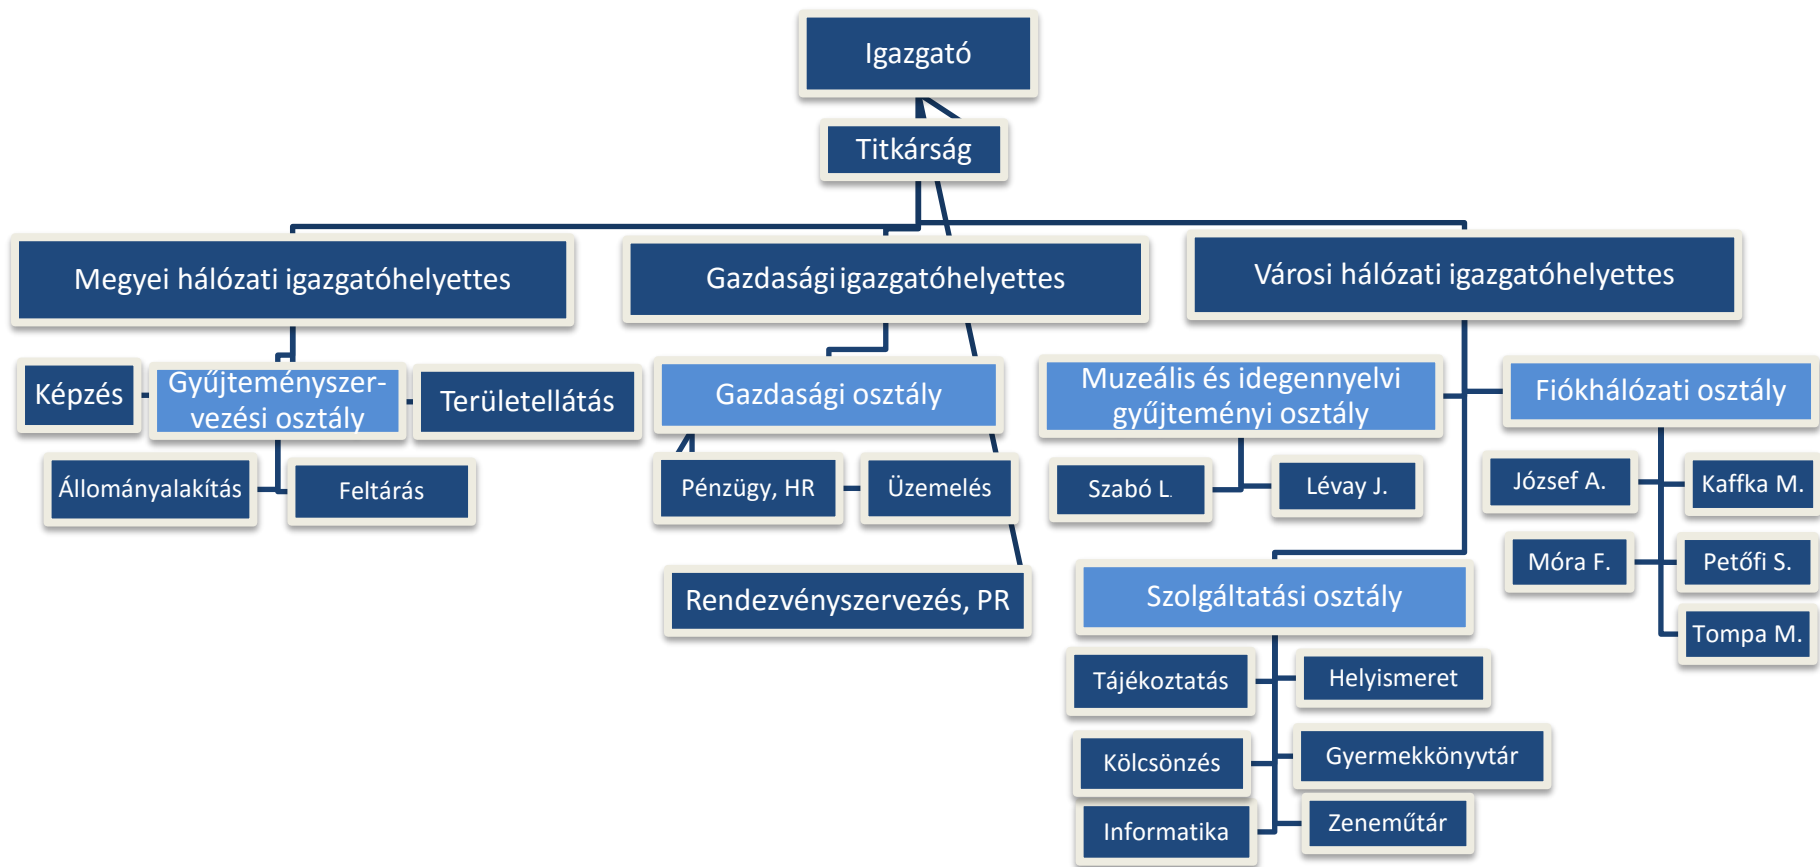 Igazgató
Titkárság
Megyei hálózati igazgatóhelyettes
Gazdasági igazgatóhelyettes
Városi hálózati igazgatóhelyettes
Képzés
Gyűjteményszer-
vezési osztály
Területellátás
Gazdasági osztály
Muzeális és idegennyelvi
gyűjteményi osztály
Fiókhálózati osztály
Állományalakítás
Feltárás
Pénzügy, HR
Üzemelés
Szabó L.
Lévay J.
József A.
Kaffka M.
Móra F.
Petőfi S.
Rendezvényszervezés, PR
Szolgáltatási osztály
Tompa M.
Tájékoztatás
Helyismeret
Kölcsönzés
Gyermekkönyvtár
Informatika
Zeneműtár